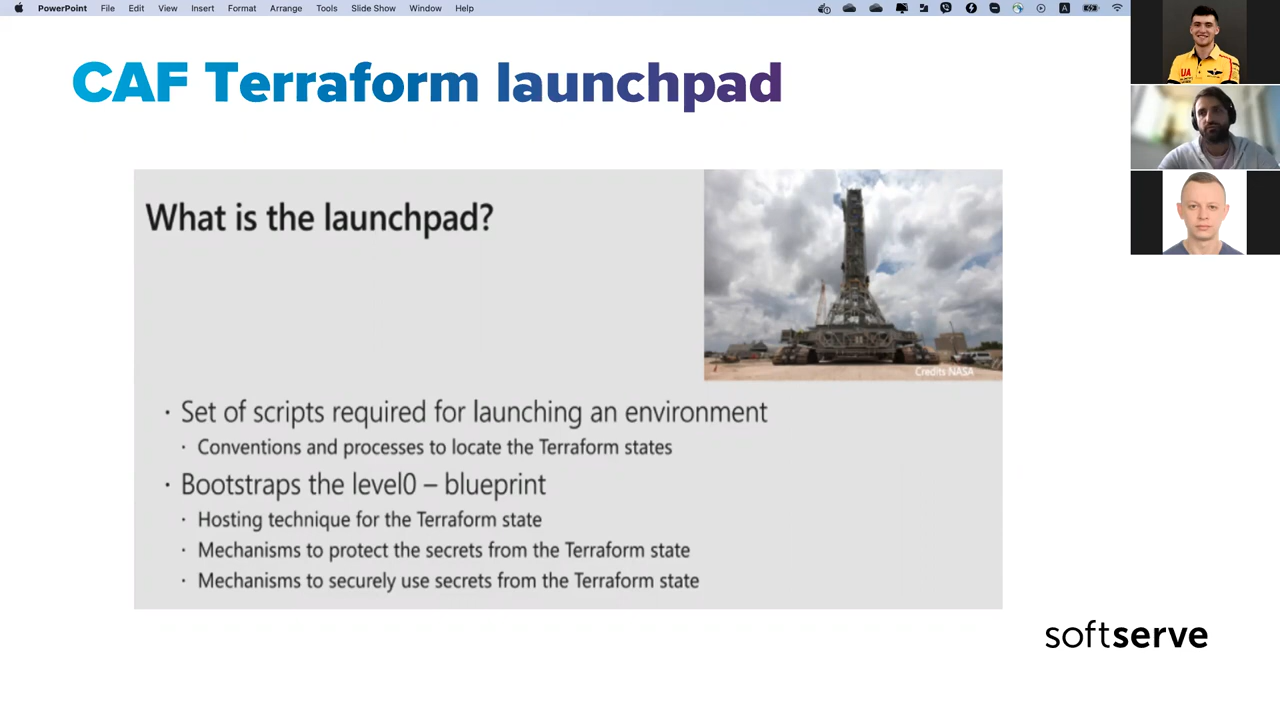 PowerPoint File Edit View Insert Format Arrange Tools Slide Show Window Help
CAF Terraform launchpad
What is the launchpad?
Credits NASA
· Set of scripts required for launching an environment
· Conventions and processes to locate the Terraform states
· Bootstraps the level0 – blueprint
· Hosting technique for the Terraform state
· Mechanisms to protect the secrets from the Terraform state
· Mechanisms to securely use secrets from the Terraform state
softserve
UA